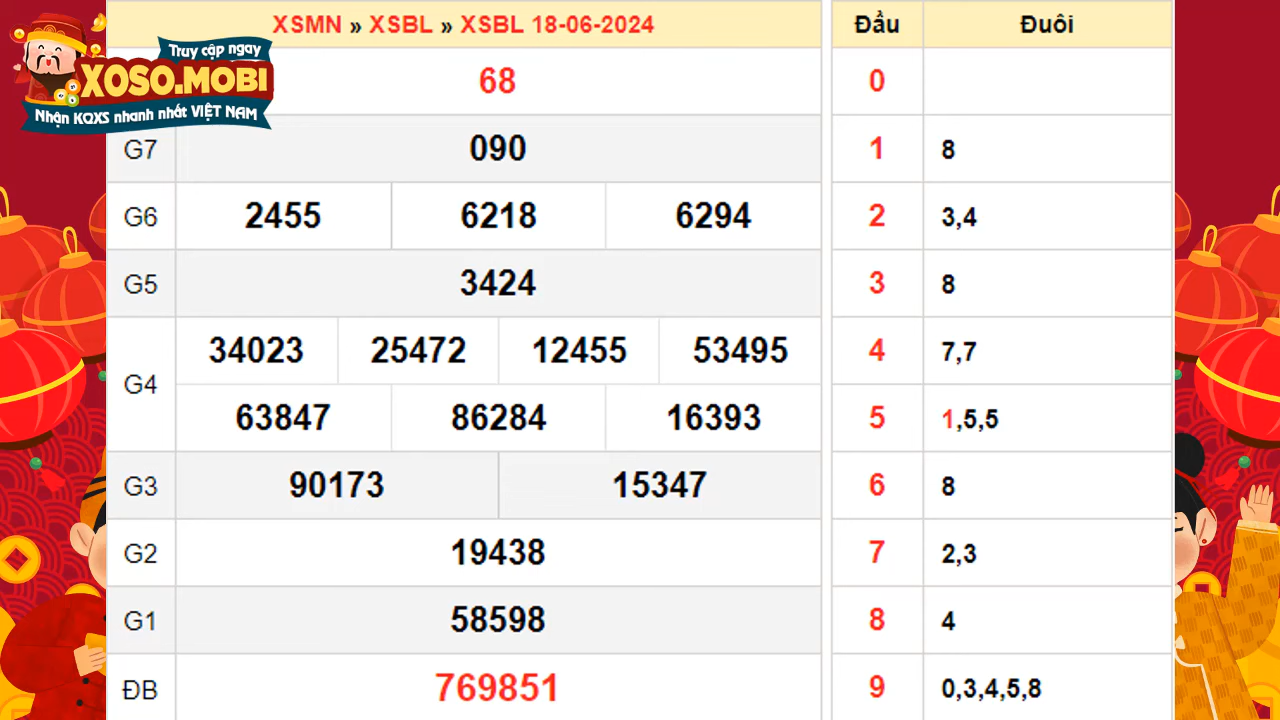 XSMN » XSBL » XSBL 18-06-2024
Truy cập ngay
XOSO.MOBI
Nhận KQXS nhanh nhất VIỆT NAM
68
G7 090
G6 2455 6218 6294
G5 3424
G4 34023 25472 12455 53495
63847 86284 16393
G3 90173 15347
G2 19438
G1 58598
ĐB 769851
Đầu Đuôi
0
1 8
2 3,4
3 8
4 7,7
5 1,5,5
6 8
7 2,3
8 4
9 0,3,4,5,8